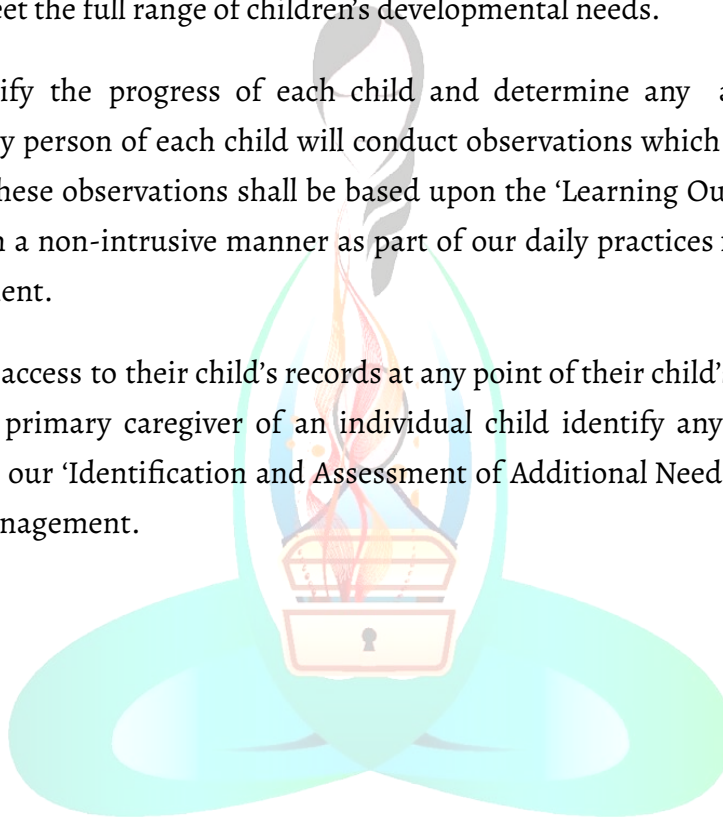 eet the full range of children's developmental needs.
ify the progress of each child and determine any a
y person of each child will conduct observations which
hese observations shall be based upon the ‘Learning Ou
n a non-intrusive manner as part of our daily practices
ent.
access to their child's records at any point of their child'
primary caregiver of an individual child identify any
our ‘Identification and Assessment of Additional Need
nagement.